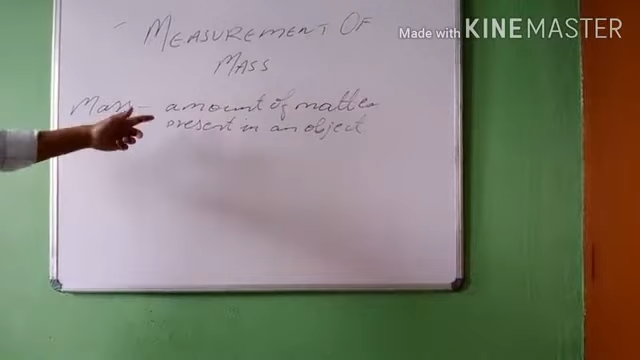 MEASUREMENT OF
MASS
Mass - amount of matter
present in an object
Made with KINEMASTER